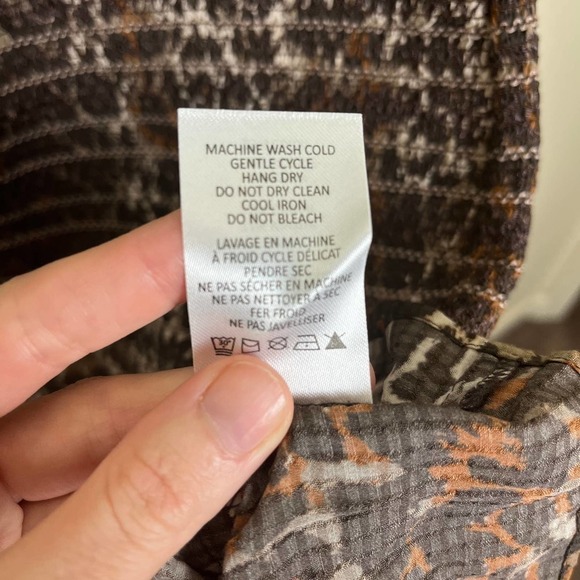 MACHINE WASH COLD
GENTLE CYCLE
HANG DRY
DO NOT DRY CLEAN
COOL IRON
DO NOT BLEACH
LAVAGE EN MACHINE
À FROID CYCLE DÉLICAT
PENDRE SEC
NE PAS SÉCHER EN MACHINE
NE PAS NETTOYER A SEC
FER FROID
NE PAS JAVELLISER